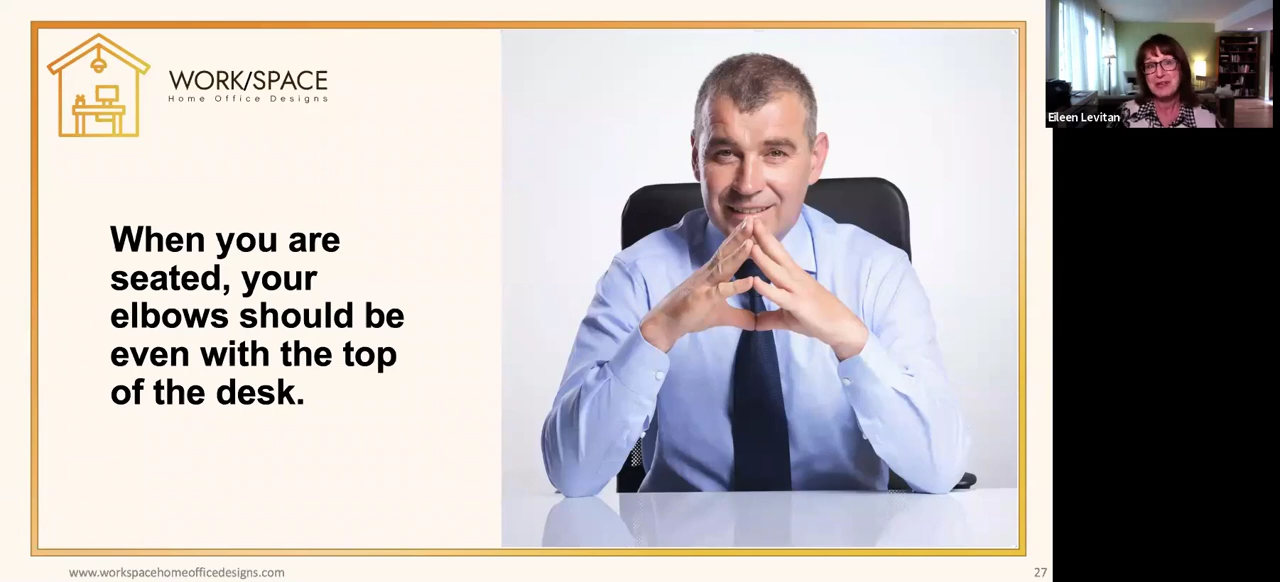 WORK/SPACE
Home Office Designs
Eileen Levitan
When you are
seated, your
elbows should be
even with the top
of the desk.
www.workspacehomeofficedesigns.com
27